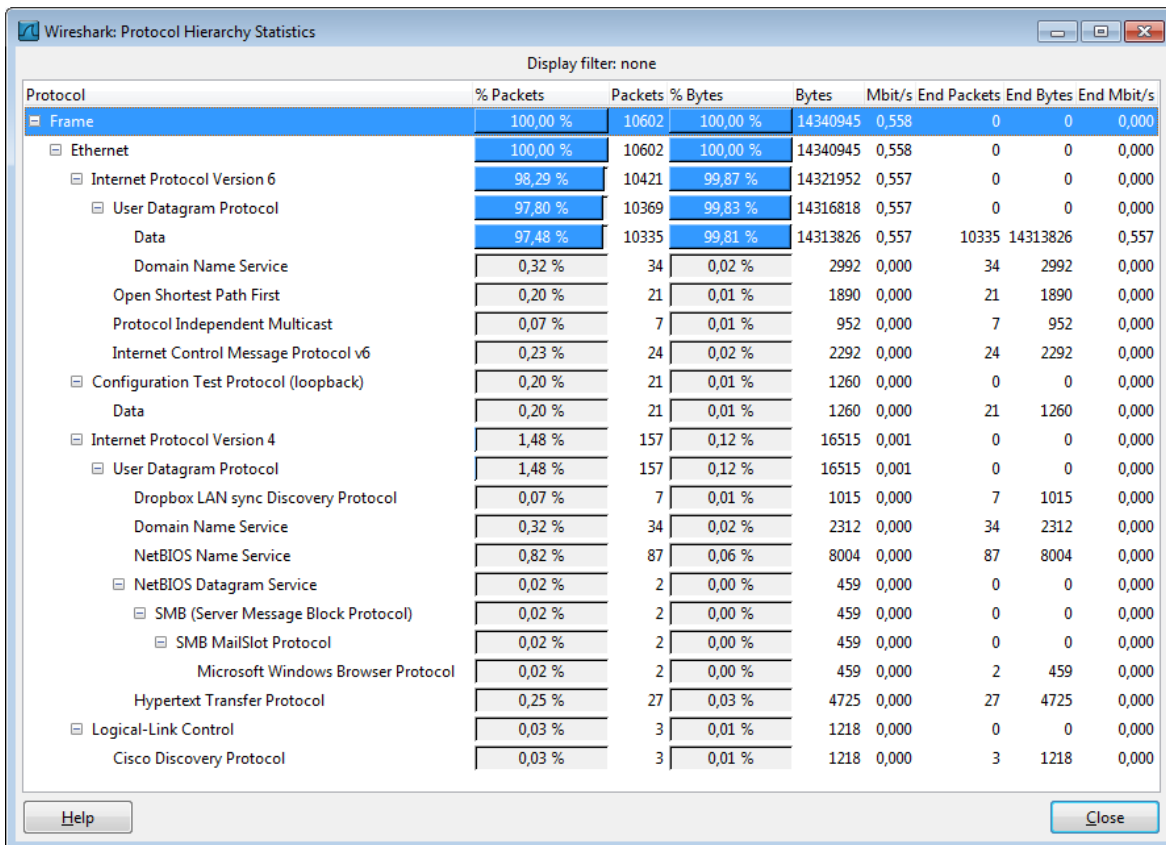 Wireshark: Protocol Hierarchy Statistics
Display filter: none
Protocol % Packets Packets % Bytes Bytes Mbit/s End Packets End Bytes End Mbit/s
Frame 100,00 % 10602 100,00 % 14340945 0,558 0 0 0,000
Ethernet 100,00 % 10602 100,00 % 14340945 0,558 0 0 0,000
Internet Protocol Version 6 98,29 % 10421 99,87 % 14321952 0,557 0 0 0,000
User Datagram Protocol 97,80 % 10369 99,83 % 14316818 0,557 0 0 0,000
Data 97,48 % 10335 99,81 % 14313826 0,557 10335 14313826 0,557
Domain Name Service 0,32 % 34 0,02 % 2992 0,000 34 2992 0,000
Open Shortest Path First 0,20 % 21 0,01 % 1890 0,000 21 1890 0,000
Protocol Independent Multicast 0,07 % 7 0,01 % 952 0,000 7 952 0,000
Internet Control Message Protocol v6 0,23 % 24 0,02 % 2292 0,000 24 2292 0,000
Configuration Test Protocol (loopback) 0,20 % 21 0,01 % 1260 0,000 0 0 0,000
Data 0,20 % 21 0,01 % 1260 0,000 21 1260 0,000
Internet Protocol Version 4 1,48 % 157 0,12 % 16515 0,001 0 0 0,000
User Datagram Protocol 1,48 % 157 0,12 % 16515 0,001 0 0 0,000
Dropbox LAN sync Discovery Protocol 0,07 % 7 0,01 % 1015 0,000 7 1015 0,000
Domain Name Service 0,32 % 34 0,02 % 2312 0,000 34 2312 0,000
NetBIOS Name Service 0,82 % 87 0,06 % 8004 0,000 87 8004 0,000
NetBIOS Datagram Service 0,02 % 2 0,00 % 459 0,000 0 0 0,000
SMB (Server Message Block Protocol) 0,02 % 2 0,00 % 459 0,000 0 0 0,000
SMB MailSlot Protocol 0,02 % 2 0,00 % 459 0,000 0 0 0,000
Microsoft Windows Browser Protocol 0,02 % 2 0,00 % 459 0,000 2 459 0,000
Hypertext Transfer Protocol 0,25 % 27 0,03 % 4725 0,000 27 4725 0,000
Logical-Link Control 0,03 % 3 0,01 % 1218 0,000 0 0 0,000
Cisco Discovery Protocol 0,03 % 3 0,01 % 1218 0,000 3 1218 0,000
Help Close